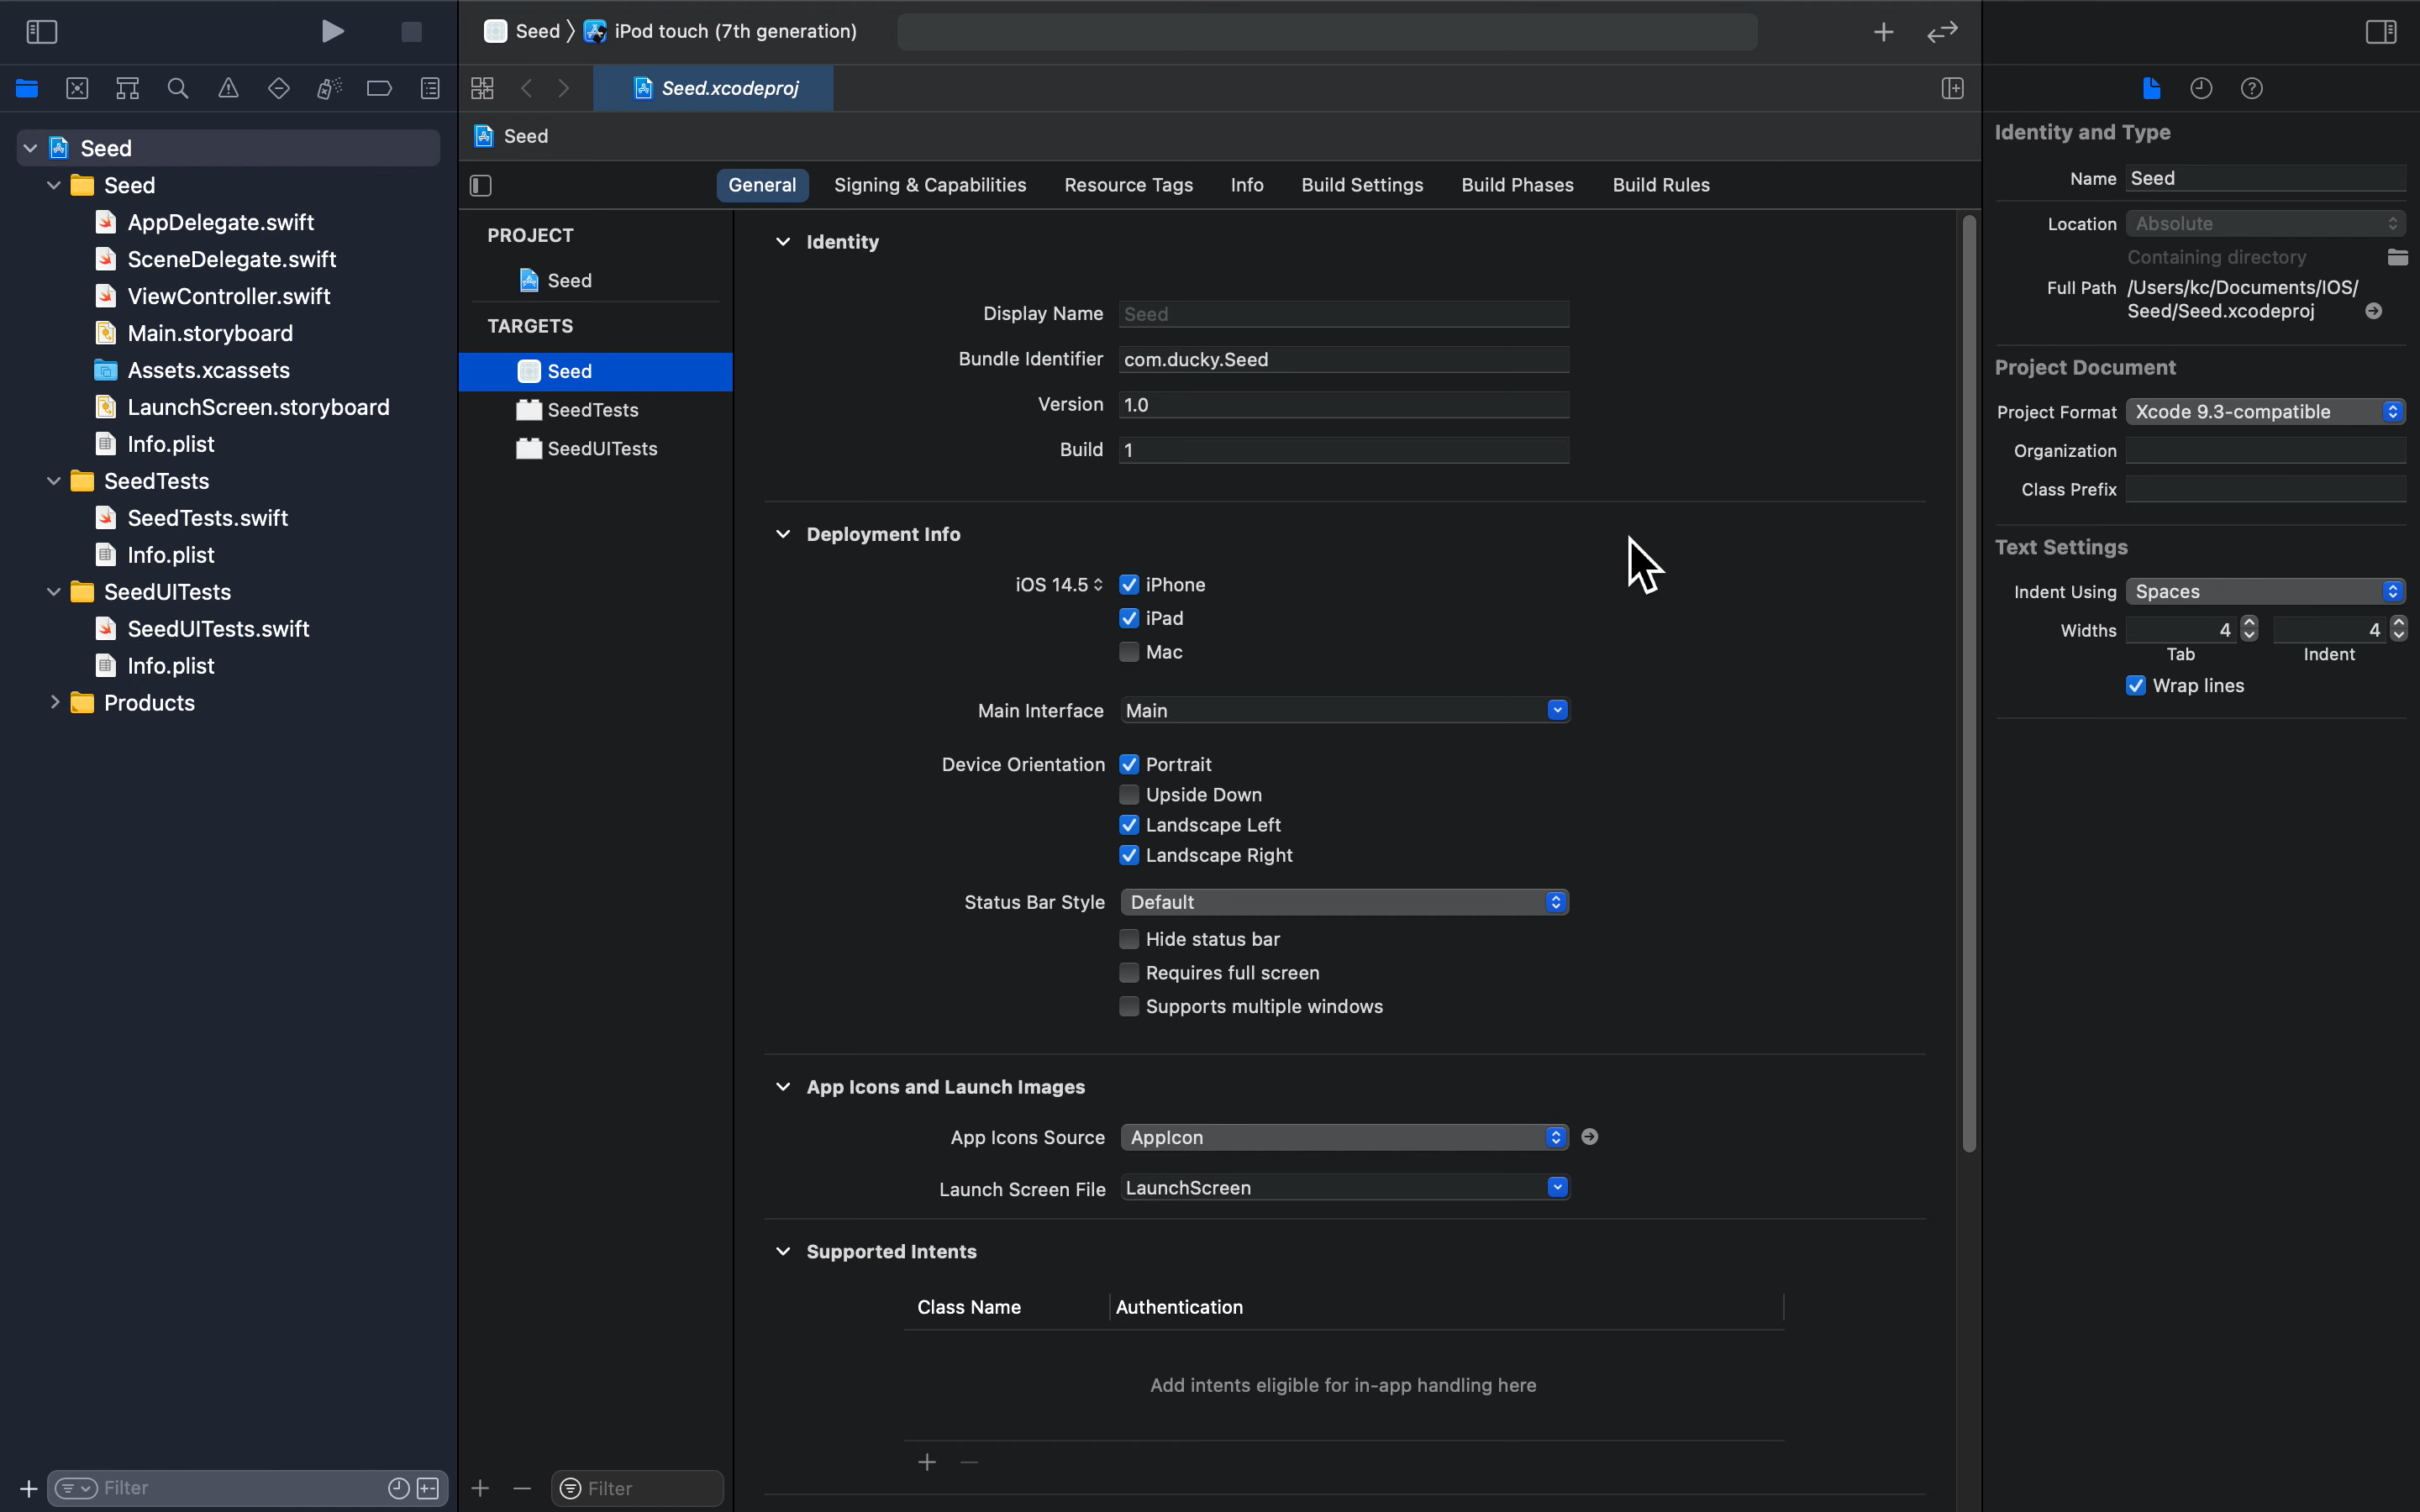 Seed 〉 iPod touch (7th generation)
Seed.xcodeproj
Seed
Seed
Seed
AppDelegate.swift
SceneDelegate.swift
ViewController.swift
Main.storyboard
Assets.xcassets
LaunchScreen.storyboard
Info.plist
SeedTests
SeedTests.swift
Info.plist
SeedUITests
SeedUITests.swift
Info.plist
Products
Filter
General Signing & Capabilities Resource Tags Info Build Settings Build Phases Build Rules
PROJECT
Seed
TARGETS
Seed
SeedTests
SeedUITests
Filter
Identity
Display Name Seed
Bundle Identifier com.ducky.Seed
Version 1.0
Build 1
Deployment Info
iOS 14.5 iPhone
iPad
Mac
Main Interface Main
Device Orientation Portrait
Upside Down
Landscape Left
Landscape Right
Status Bar Style Default
Hide status bar
Requires full screen
Supports multiple windows
App Icons and Launch Images
App Icons Source AppIcon
Launch Screen File LaunchScreen
Supported Intents
Class Name Authentication
Add intents eligible for in-app handling here
Identity and Type
Name Seed
Location Absolute
Containing directory
Full Path /Users/kc/Documents/IOS/
Seed/Seed.xcodeproj
Project Document
Project Format Xcode 9.3-compatible
Organization
Class Prefix
Text Settings
Indent Using Spaces
Widths 4 4
Tab Indent
Wrap lines